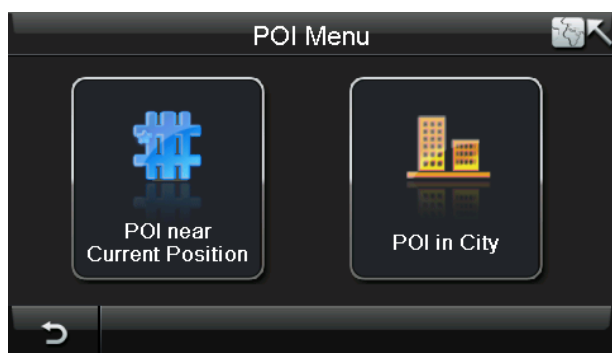 POI Menu
POI near
Current Position
POI in City